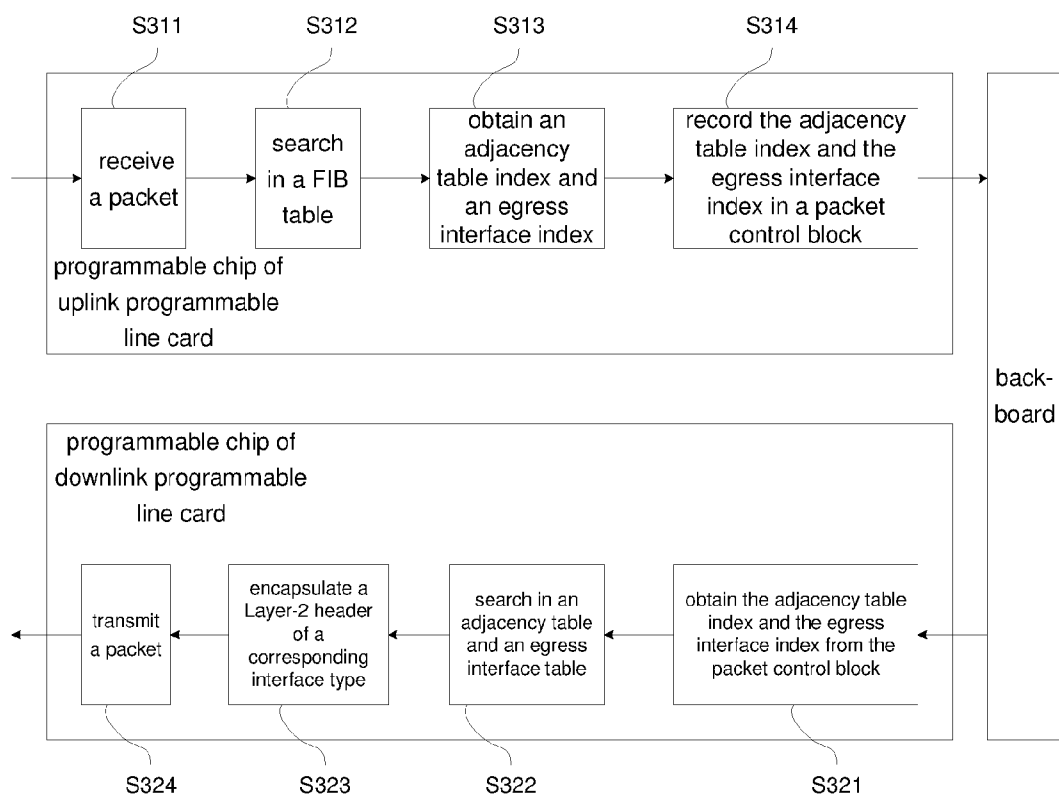 S311
S312
S313
S314
receive
a packet
search
in a FIB
table
obtain an
adjacency
table index and
an egress
interface index
record the adjacency
table index and the
egress interface
index in a packet
control block
programmable chip of
uplink programmable
line card
back-
board
programmable chip of
downlink programmable
line card
transmit
a packet
encapsulate a
Layer-2 header
of a
corresponding
interface type
search in an
adjacency table
and an egress
interface table
obtain the adjacency table
index and the egress
interface index from the
packet control block
S324
S323
S322
S321